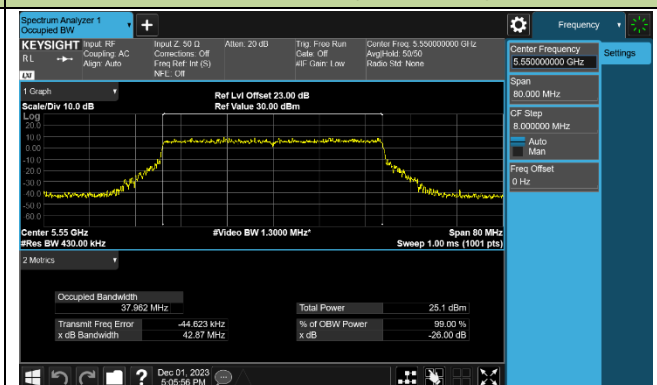 Spectrum Analyzer 1
Occupied BW
Frequency
KEYSIGHT
Input: RF
Coupling: AC
Align: Auto
Input Z: 50 Ω
Corrections: Off
Freq Ref: Int (S)
NFE: Off
Atten: 20 dB
Trig: Free Run
Gate: Off
#IF Gain: Low
Center Freq: 5.550000000 GHz
Avg|Hold: 50/50
Radio Std: None
RL
LXI
Center Frequency
5.550000000 GHz
Settings
Span
80.000 MHz
CF Step
8.000000 MHz
Auto
Man
Freq Offset
0 Hz
1 Graph
Scale/Div 10.0 dB
Ref Lvl Offset 23.00 dB
Ref Value 30.00 dBm
Log
20.0
10.0
0.00
-10.0
-20.0
-30.0
-40.0
-50.0
-60.0
Center 5.55 GHz
#Res BW 430.00 kHz
#Video BW 1.3000 MHz*
Span 80 MHz
Sweep 1.00 ms (1001 pts)
2 Metrics
Occupied Bandwidth
37.962 MHz
Total Power
25.1 dBm
Transmit Freq Error
-44.623 kHz
% of OBW Power
99.00 %
x dB Bandwidth
42.87 MHz
x dB
-26.00 dB
?
Dec 01, 2023
5:05:56 PM